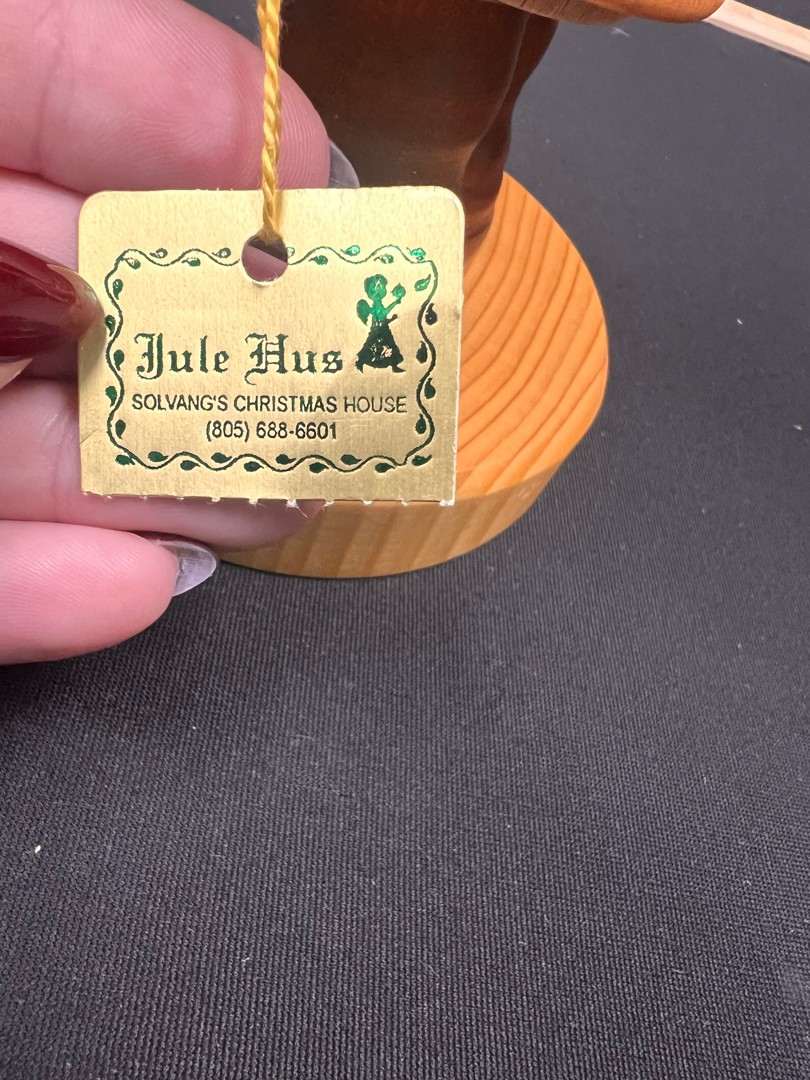 Jule Hus
SOLVANG'S CHRISTMAS HOUSE
(805) 688-6601